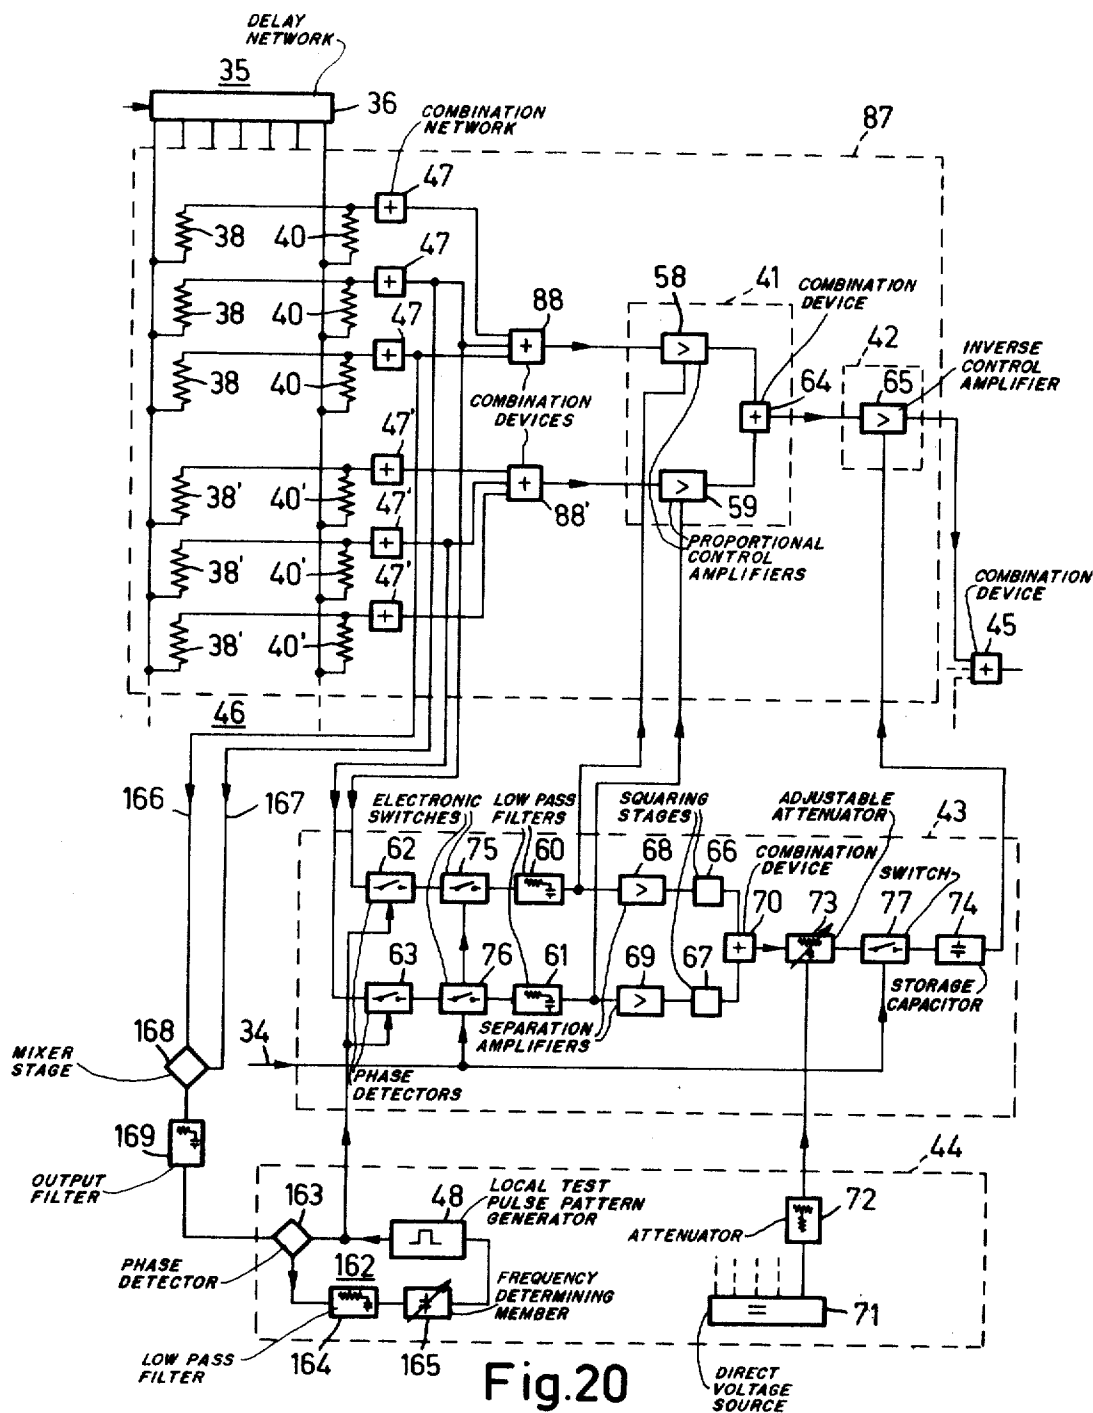 DELAY
NETWORK
35
36
COMBINATION
NETWORK
87
47
38
40
47
38
40
47
88
38
40
58
41
COMBINATION
DEVICE
42
INVERSE
CONTROL
AMPLIFIER
>
64
65
>
COMBINATION
DEVICES
47'
88'
38'
40'
>
59
47'
PROPORTIONAL
CONTROL
AMPLIFIERS
38'
40'
47'
38'
40'
COMBINATION
DEVICE
45
46
166
167
ELECTRONIC
SWITCHES
LOW PASS
FILTERS
SQUARING
STAGES
ADJUSTABLE
ATTENUATOR
43
62
75
60
68
66
COMBINATION
DEVICE
SWITCH
>
70
73
77
74
63
76
61
69
67
>
STORAGE
CAPACITOR
SEPARATION
AMPLIFIERS
168
34
MIXER
STAGE
PHASE
DETECTORS
169
44
OUTPUT
FILTER
163
48
LOCAL TEST
PULSE PATTERN
GENERATOR
72
ATTENUATOR
PHASE
DETECTOR
162
FREQUENCY
DETERMINING
MEMBER
=
71
164
165
LOW PASS
FILTER
Fig.20
DIRECT
VOLTAGE
SOURCE